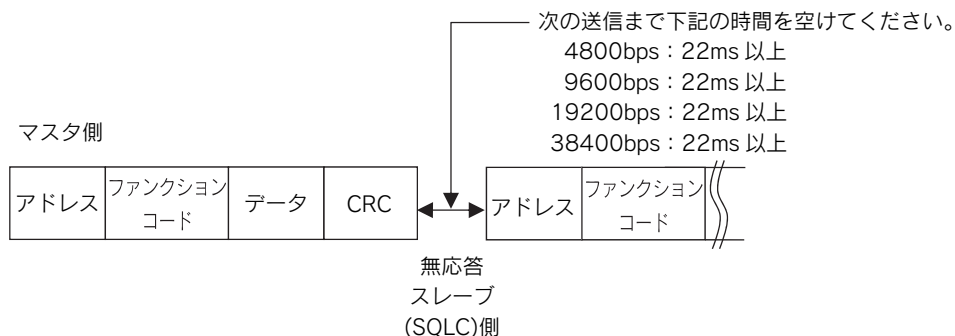 次の送信まで下記の時間を空けてください。
4800bps：22ms 以上
9600bps：22ms 以上
19200bps：22ms 以上
38400bps：22ms 以上
マスタ側
アドレス
ファンクション
コード
データ
CRC
アドレス
ファンクション
コード
無応答
スレーブ
(SQLC)側